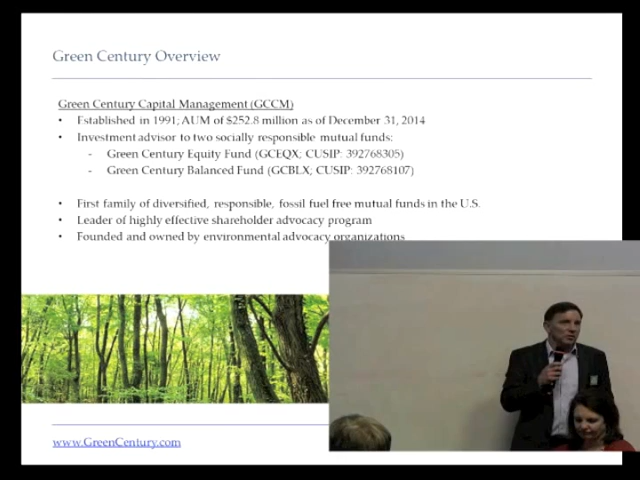 Green Century Overview
Green Century Capital Management (GCCM)
• Established in 1991; AUM of $252.8 million as of December 31, 2014
• Investment advisor to two socially responsible mutual funds:
- Green Century Equity Fund (GCEQX; CUSIP: 392768305)
- Green Century Balanced Fund (GCBLX; CUSIP: 392768107)
• First family of diversified, responsible, fossil fuel free mutual funds in the U.S.
• Leader of highly effective shareholder advocacy program
• Founded and owned by environmental advocacy organizations
www.GreenCentury.com